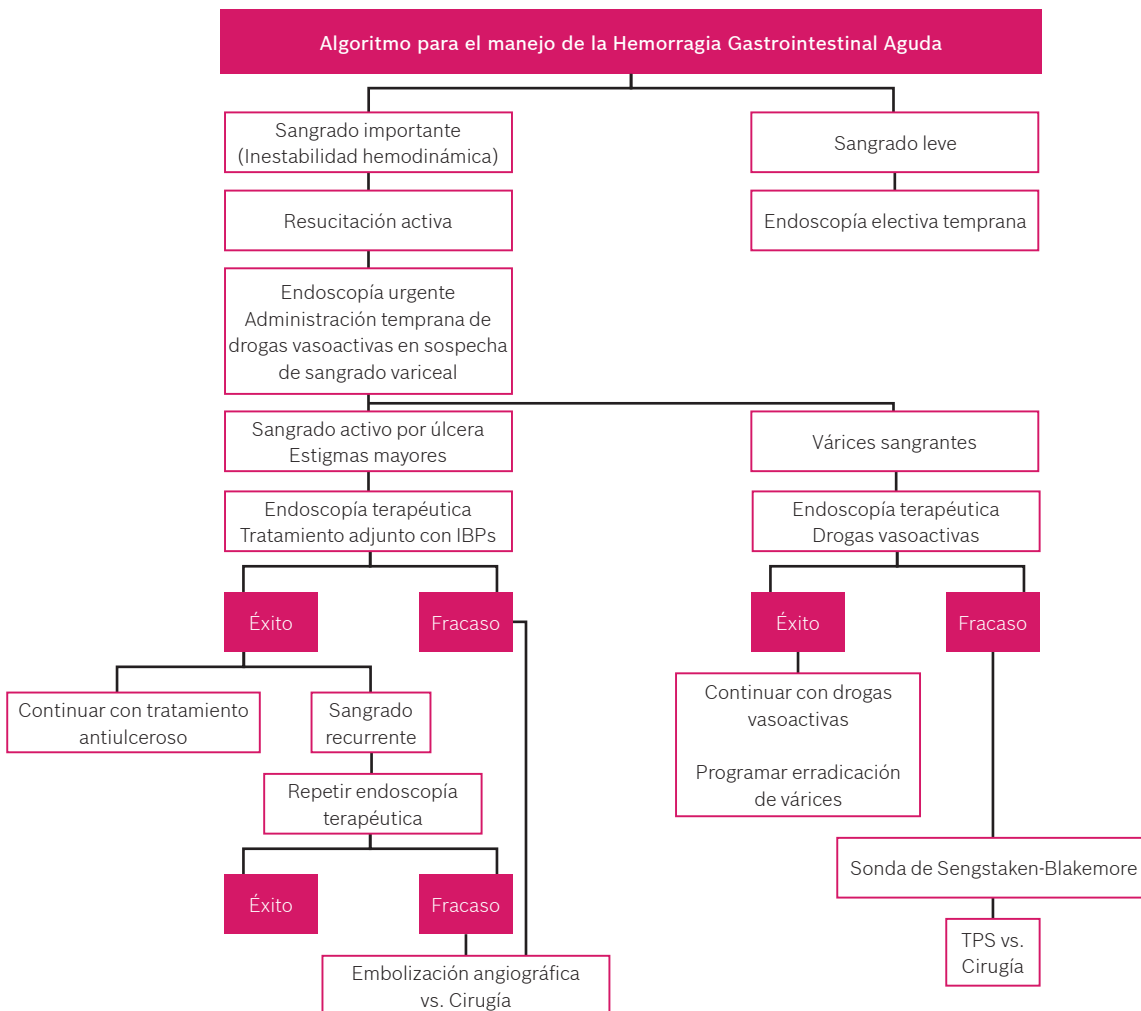 Algoritmo para el manejo de la Hemorragia Gastrointestinal Aguda
Sangrado importante
(Inestabilidad hemodinámica)
Sangrado leve
Resucitación activa
Endoscopía electiva temprana
Endoscopía urgente
Administración temprana de
drogas vasoactivas en sospecha
de sangrado variceal
Sangrado activo por úlcera
Estigmas mayores
Várices sangrantes
Endoscopía terapéutica
Tratamiento adjunto con IBPs
Endoscopía terapéutica
Drogas vasoactivas
Éxito
Fracaso
Éxito
Fracaso
Continuar con tratamiento
antiulceroso
Sangrado
recurrente
Continuar con drogas
vasoactivas
Programar erradicación
de várices
Repetir endoscopía
terapéutica
Sonda de Sengstaken-Blakemore
Éxito
Fracaso
TPS vs.
Cirugía
Embolización angiográfica
vs. Cirugía